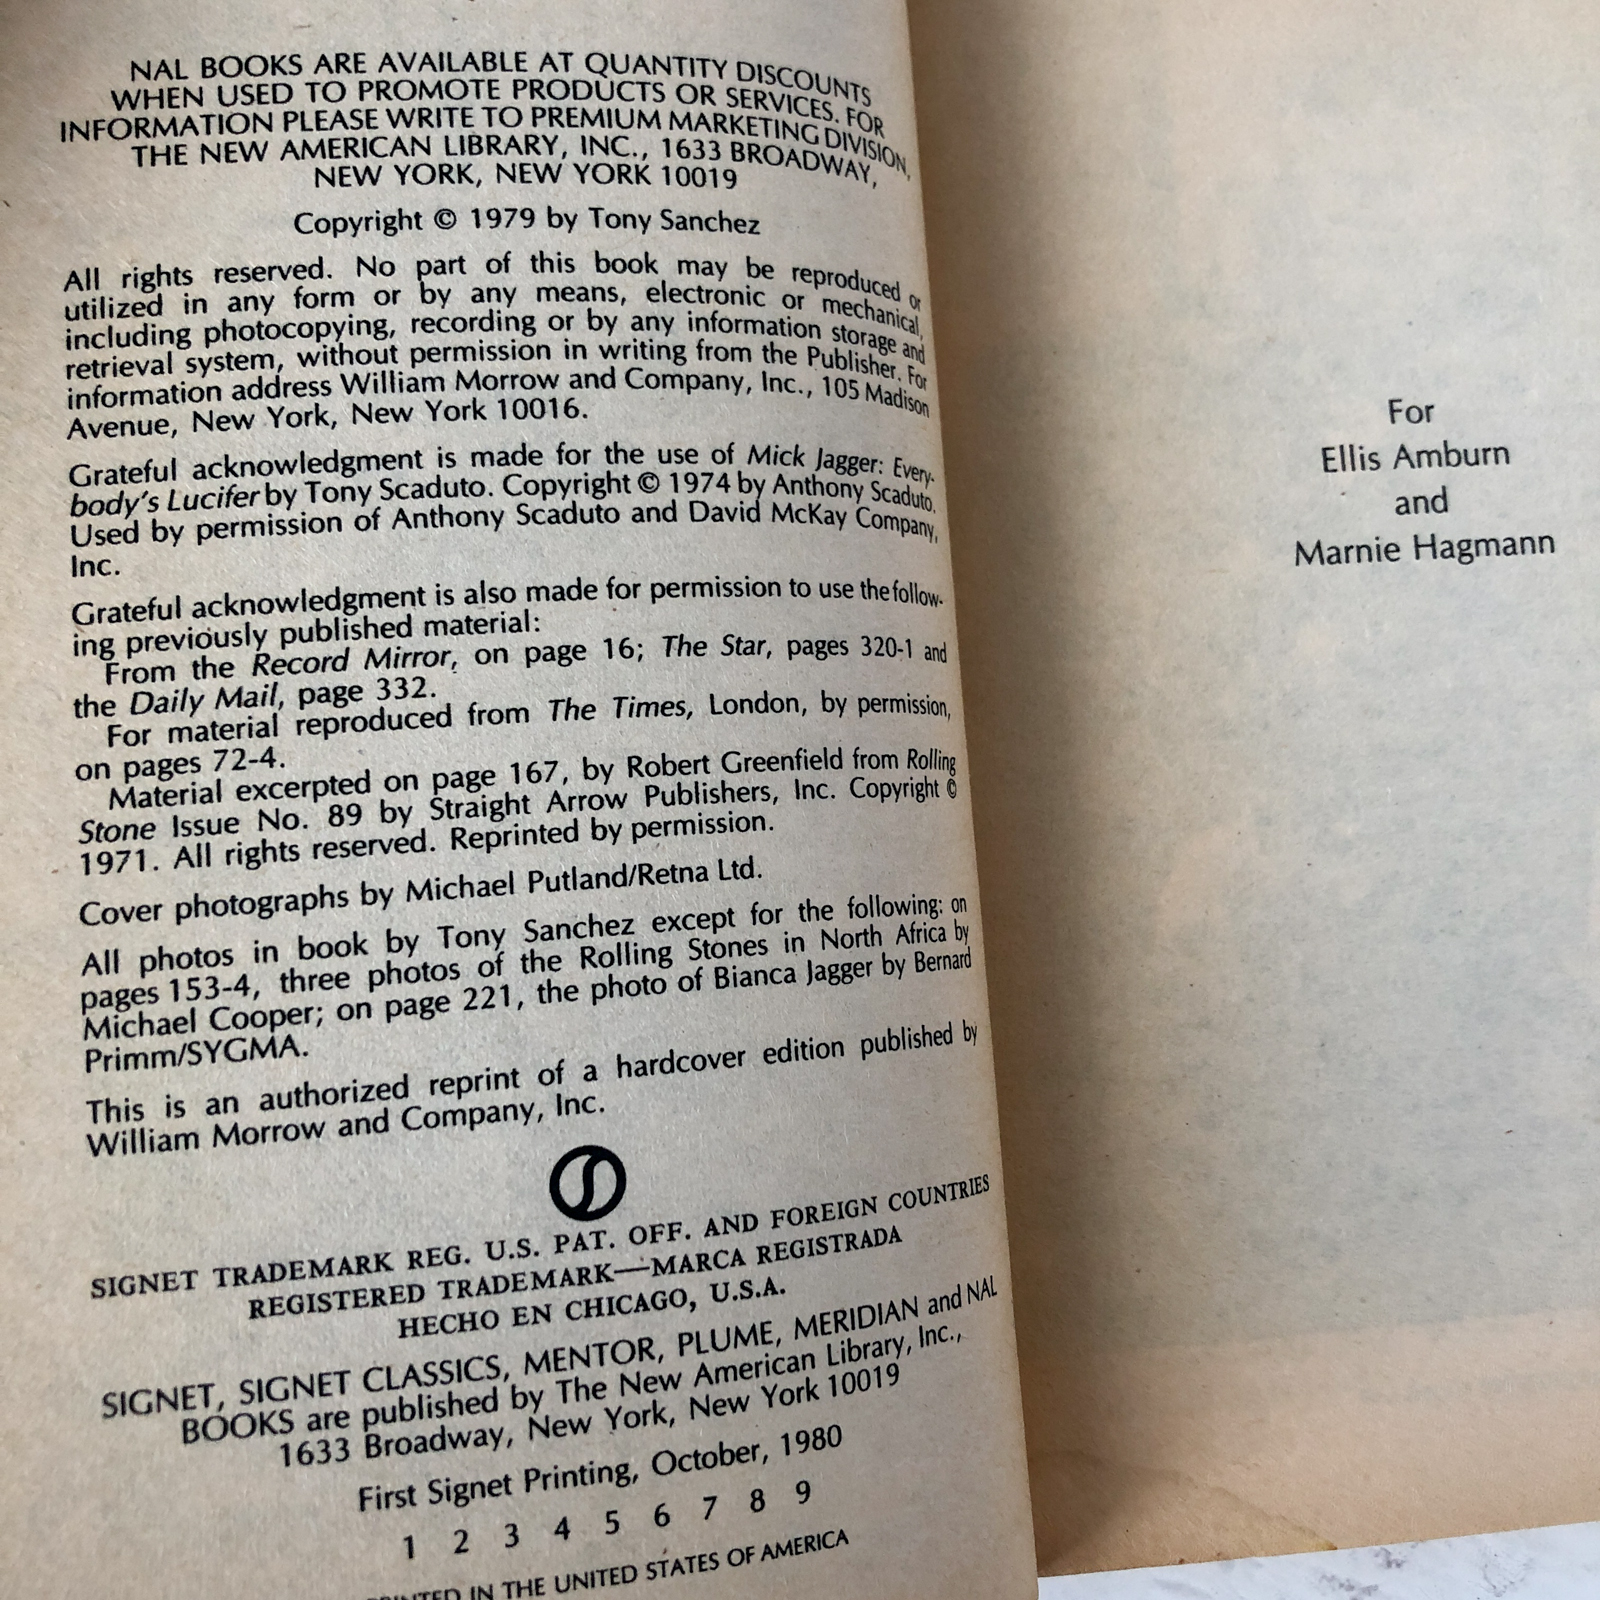 NAL BOOKS ARE AVAILABLE AT QUANTITY DISCOUNTS
WHEN USED TO PROMOTE PRODUCTS OR SERVICES. FOR
INFORMATION PLEASE WRITE TO PREMIUM MARKETING DIVISION,
THE NEW AMERICAN LIBRARY, INC., 1633 BROADWAY,
NEW YORK, NEW YORK 10019
Copyright © 1979 by Tony Sanchez
All rights reserved. No part of this book may be reproduced or
utilized in any form or by any means, electronic or mechanical,
including photocopying, recording or by any information storage and
retrieval system, without permission in writing from the Publisher. For
information address William Morrow and Company, Inc., 105 Madison
Avenue, New York, New York 10016.
Grateful acknowledgment is made for the use of Mick Jagger: Every-
body's Lucifer by Tony Scaduto. Copyright © 1974 by Anthony Scaduto.
Used by permission of Anthony Scaduto and David McKay Company,
Inc.
Grateful acknowledgment is also made for permission to use the follow-
ing previously published material:
From the Record Mirror, on page 16; The Star, pages 320-1 and
the Daily Mail, page 332.
For material reproduced from The Times, London, by permission,
on pages 72-4.
Material excerpted on page 167, by Robert Greenfield from Rolling
Stone Issue No. 89 by Straight Arrow Publishers, Inc. Copyright ©
1971. All rights reserved. Reprinted by permission.
Cover photographs by Michael Putland/Retna Ltd.
All photos in book by Tony Sanchez except for the following: on
pages 153-4, three photos of the Rolling Stones in North Africa by
Michael Cooper; on page 221, the photo of Bianca Jagger by Bernard
Primm/SYGMA.
This is an authorized reprint of a hardcover edition published by
William Morrow and Company, Inc.
SIGNET TRADEMARK REG. U.S. PAT. OFF. AND FOREIGN COUNTRIES
REGISTERED TRADEMARK—MARCA REGISTRADA
HECHO EN CHICAGO, U.S.A.
SIGNET, SIGNET CLASSICS, MENTOR, PLUME, MERIDIAN and NAL
BOOKS are published by The New American Library, Inc.,
1633 Broadway, New York, New York 10019
First Signet Printing, October, 1980
1 2 3 4 5 6 7 8 9
PRINTED IN THE UNITED STATES OF AMERICA
For
Ellis Amburn
and
Marnie Hagmann